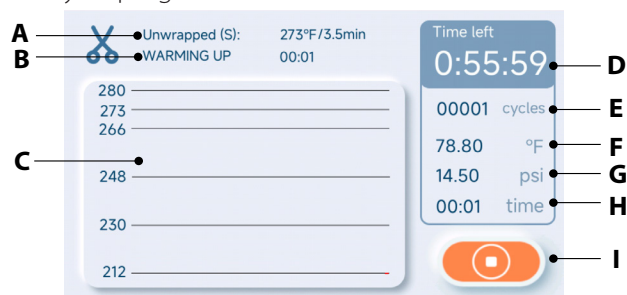 A
Unwrapped (S): 273°F/3.5min
B
WARMING UP 00:01
C
280
273
266
248
230
212
Time left
0:55:59
D
00001 cycles
E
78.80 °F
F
14.50 psi
G
00:01 time
H
I